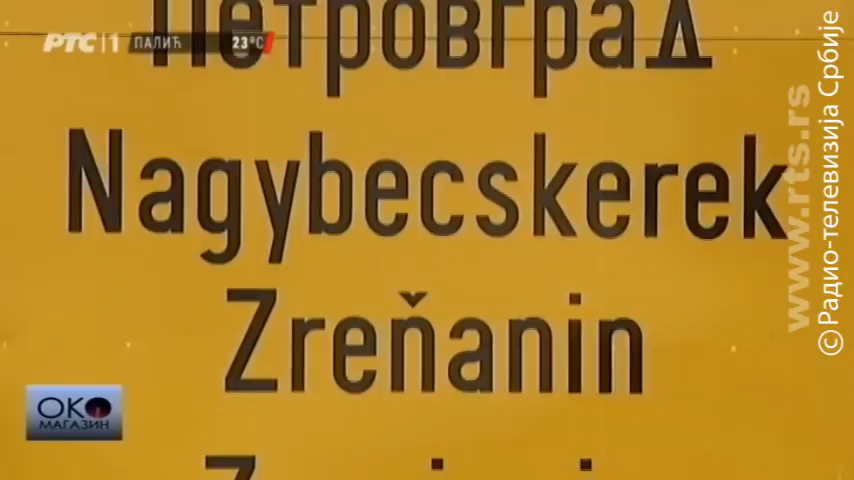 Петровград
РТС|1 ПАЛИЋ 23°C
Nagybecskerek
Zreňanin
ОКО
МАГАЗИН
www.rts.rs
©Радио-телевизија Србије